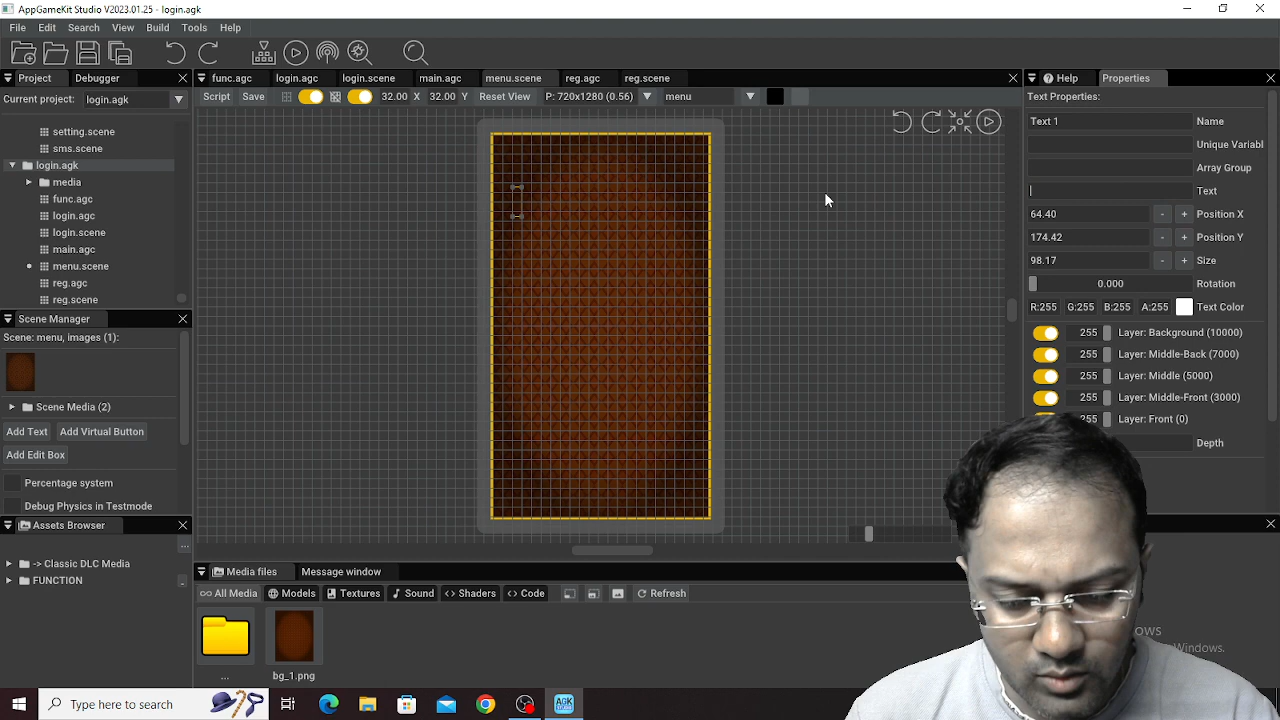 AppGameKit Studio V2023.01.25 - login.agk
File Edit Search View Build Tools Help
Project Debugger
func.agc login.agc login.scene main.agc menu.scene reg.agc reg.scene
Help Properties
Current project: login.agk
Script Save 32.00 X 32.00 Y Reset View P: 720x1280 (0.56) menu
Text Properties:
Text 1 Name
Unique Variabl
Array Group
Text
64.40 - + Position X
174.42 - + Position Y
98.17 - + Size
0.000 Rotation
R:255 G:255 B:255 A:255 Text Color
255 Layer: Background (10000)
255 Layer: Middle-Back (7000)
255 Layer: Middle (5000)
255 Layer: Middle-Front (3000)
255 Layer: Front (0)
Depth
setting.scene
sms.scene
login.agk
media
func.agc
login.agc
login.scene
main.agc
menu.scene
reg.agc
reg.scene
Scene Manager
Scene: menu, images (1):
Scene Media (2)
Add Text Add Virtual Button
Add Edit Box
Percentage system
Debug Physics in Testmode
Assets Browser
...
-> Classic DLC Media
FUNCTION
Media files Message window
All Media Models Textures Sound Shaders Code Refresh
... bg_1.png
Windows.
Type here to search
AGK STUDIO